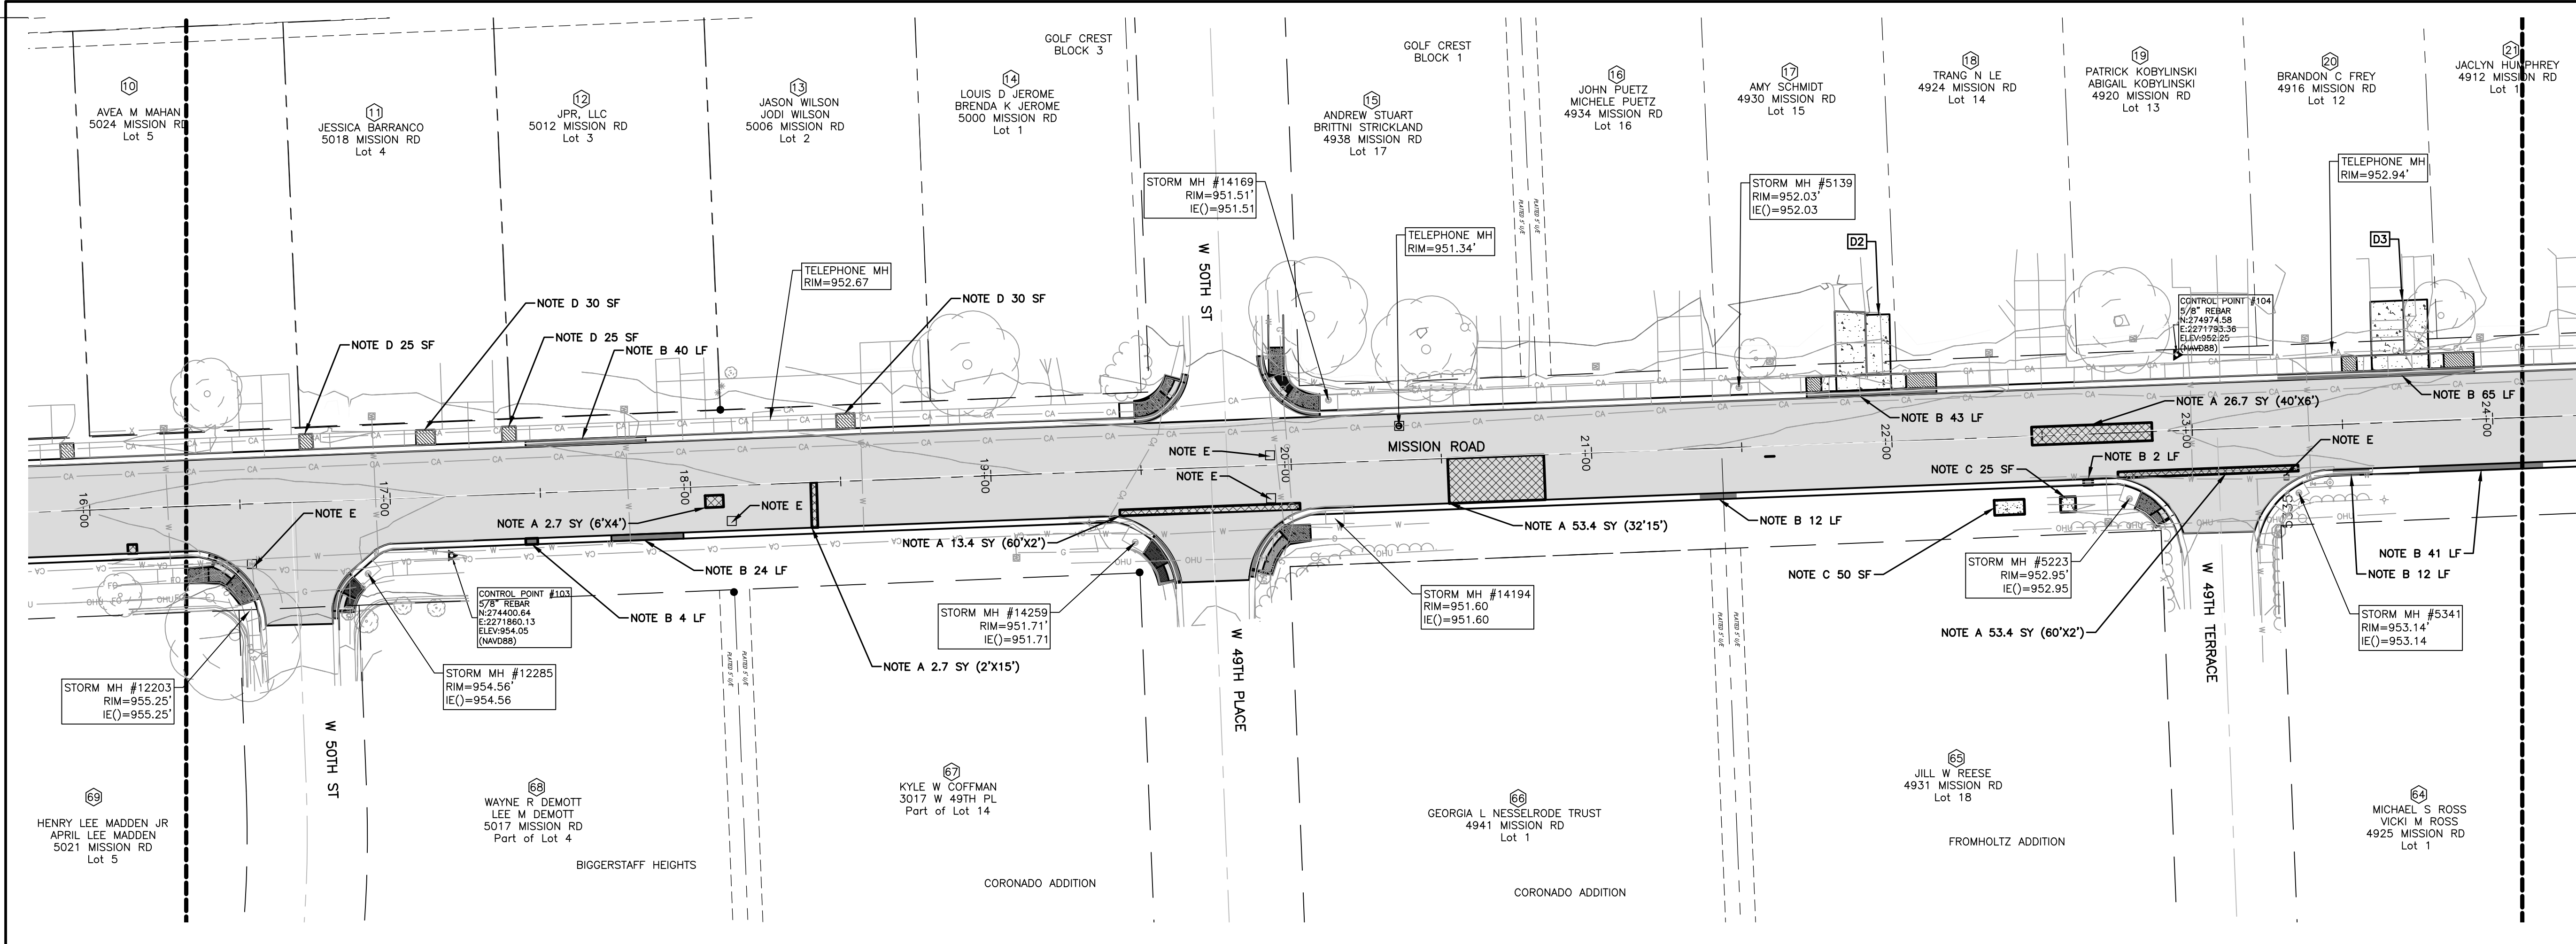 10
AVEA M MAHAN
5024 MISSION RD
Lot 5
11
JESSICA BARRANCO
5018 MISSION RD
Lot 4
12
JPR, LLC
5012 MISSION RD
Lot 3
13
JASON WILSON
JODI WILSON
5006 MISSION RD
Lot 2
14
LOUIS D JEROME
BRENDA K JEROME
5000 MISSION RD
Lot 1
GOLF CREST
BLOCK 3
GOLF CREST
BLOCK 1
15
ANDREW STUART
BRITTNI STRICKLAND
4938 MISSION RD
Lot 17
16
JOHN PUETZ
MICHELE PUETZ
4934 MISSION RD
Lot 16
17
AMY SCHMIDT
4930 MISSION RD
Lot 15
18
TRANG N LE
4924 MISSION RD
Lot 14
19
PATRICK KOBYLINSKI
ABIGAIL KOBYLINSKI
4920 MISSION RD
Lot 13
20
BRANDON C FREY
4916 MISSION RD
Lot 12
21
JACLYN HUMPHREY
4912 MISSION RD
STORM MH #14169
RIM=951.51'
IE()=951.51
STORM MH #5139
RIM=952.03'
IE()=952.03
TELEPHONE MH
RIM=952.94'
TELEPHONE MH
RIM=951.34'
TELEPHONE MH
RIM=952.67
D2
D3
PLATED 5' U/E
PLATED 5' U/E
W 50TH ST
CONTROL POINT #104
5/8" REBAR
N:274974.58
E:2271793.36
ELEV:952.25
(NAVD88)
NOTE D 25 SF
NOTE D 30 SF
NOTE D 25 SF
NOTE B 40 LF
NOTE D 30 SF
NOTE B 43 LF
NOTE B 65 LF
NOTE A 26.7 SY (40'X6')
MISSION ROAD
16+00
17+00
18+00
19+00
20+00
21+00
22+00
23+00
24+00
NOTE E
NOTE E
NOTE E
NOTE E
NOTE E
NOTE B 2 LF
NOTE C 25 SF
NOTE A 2.7 SY (6'X4')
NOTE A 13.4 SY (60'X2')
NOTE A 53.4 SY (32'15')
NOTE B 12 LF
NOTE B 24 LF
NOTE B 4 LF
NOTE A 2.7 SY (2'X15')
NOTE C 50 SF
NOTE B 41 LF
NOTE B 12 LF
NOTE A 53.4 SY (60'X2')
CONTROL POINT #103
5/8" REBAR
N:274400.64
E:2271860.13
ELEV:954.05
(NAVD88)
STORM MH #14259
RIM=951.71'
IE()=951.71
STORM MH #14194
RIM=951.60
IE()=951.60
STORM MH #5223
RIM=952.95'
IE()=952.95
STORM MH #5341
RIM=953.14'
IE()=953.14
STORM MH #12203
RIM=955.25'
IE()=955.25'
STORM MH #12285
RIM=954.56'
IE()=954.56
PLATED 5' U/E
PLATED 5' U/E
PLATED 5' U/E
PLATED 5' U/E
W 50TH ST
W 49TH PLACE
W 49TH TERRACE
69
HENRY LEE MADDEN JR
APRIL LEE MADDEN
5021 MISSION RD
Lot 5
68
WAYNE R DEMOTT
LEE M DEMOTT
5017 MISSION RD
Part of Lot 4
BIGGERSTAFF HEIGHTS
67
KYLE W COFFMAN
3017 W 49TH PL
Part of Lot 14
CORONADO ADDITION
66
GEORGIA L NESSELRODE TRUST
4941 MISSION RD
Lot 1
CORONADO ADDITION
65
JILL W REESE
4931 MISSION RD
Lot 18
FROMHOLTZ ADDITION
64
MICHAEL S ROSS
VICKI M ROSS
4925 MISSION RD
Lot 1